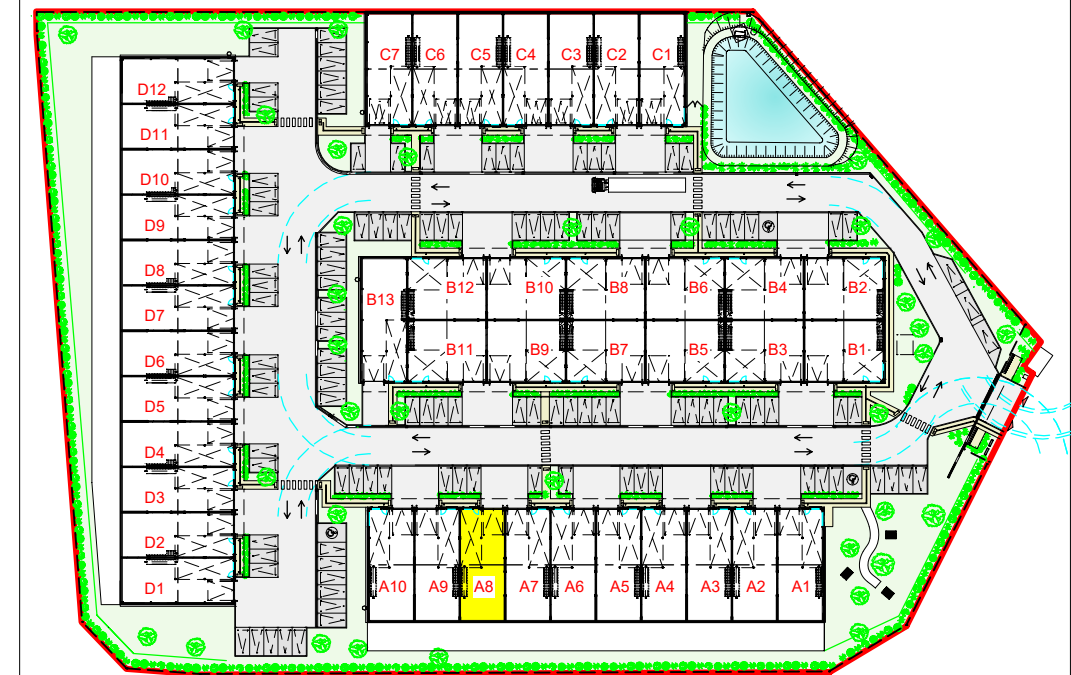 C7 C6 C5 C4 C3 C2 C1
D12
D11
D10
D9
D8
D7
D6
D5
D4
D3
D2
D1
B13 B12 B10 B8 B6 B4 B2
B11 B9 B7 B5 B3 B1
A10 A9 A8 A7 A6 A5 A4 A3 A2 A1